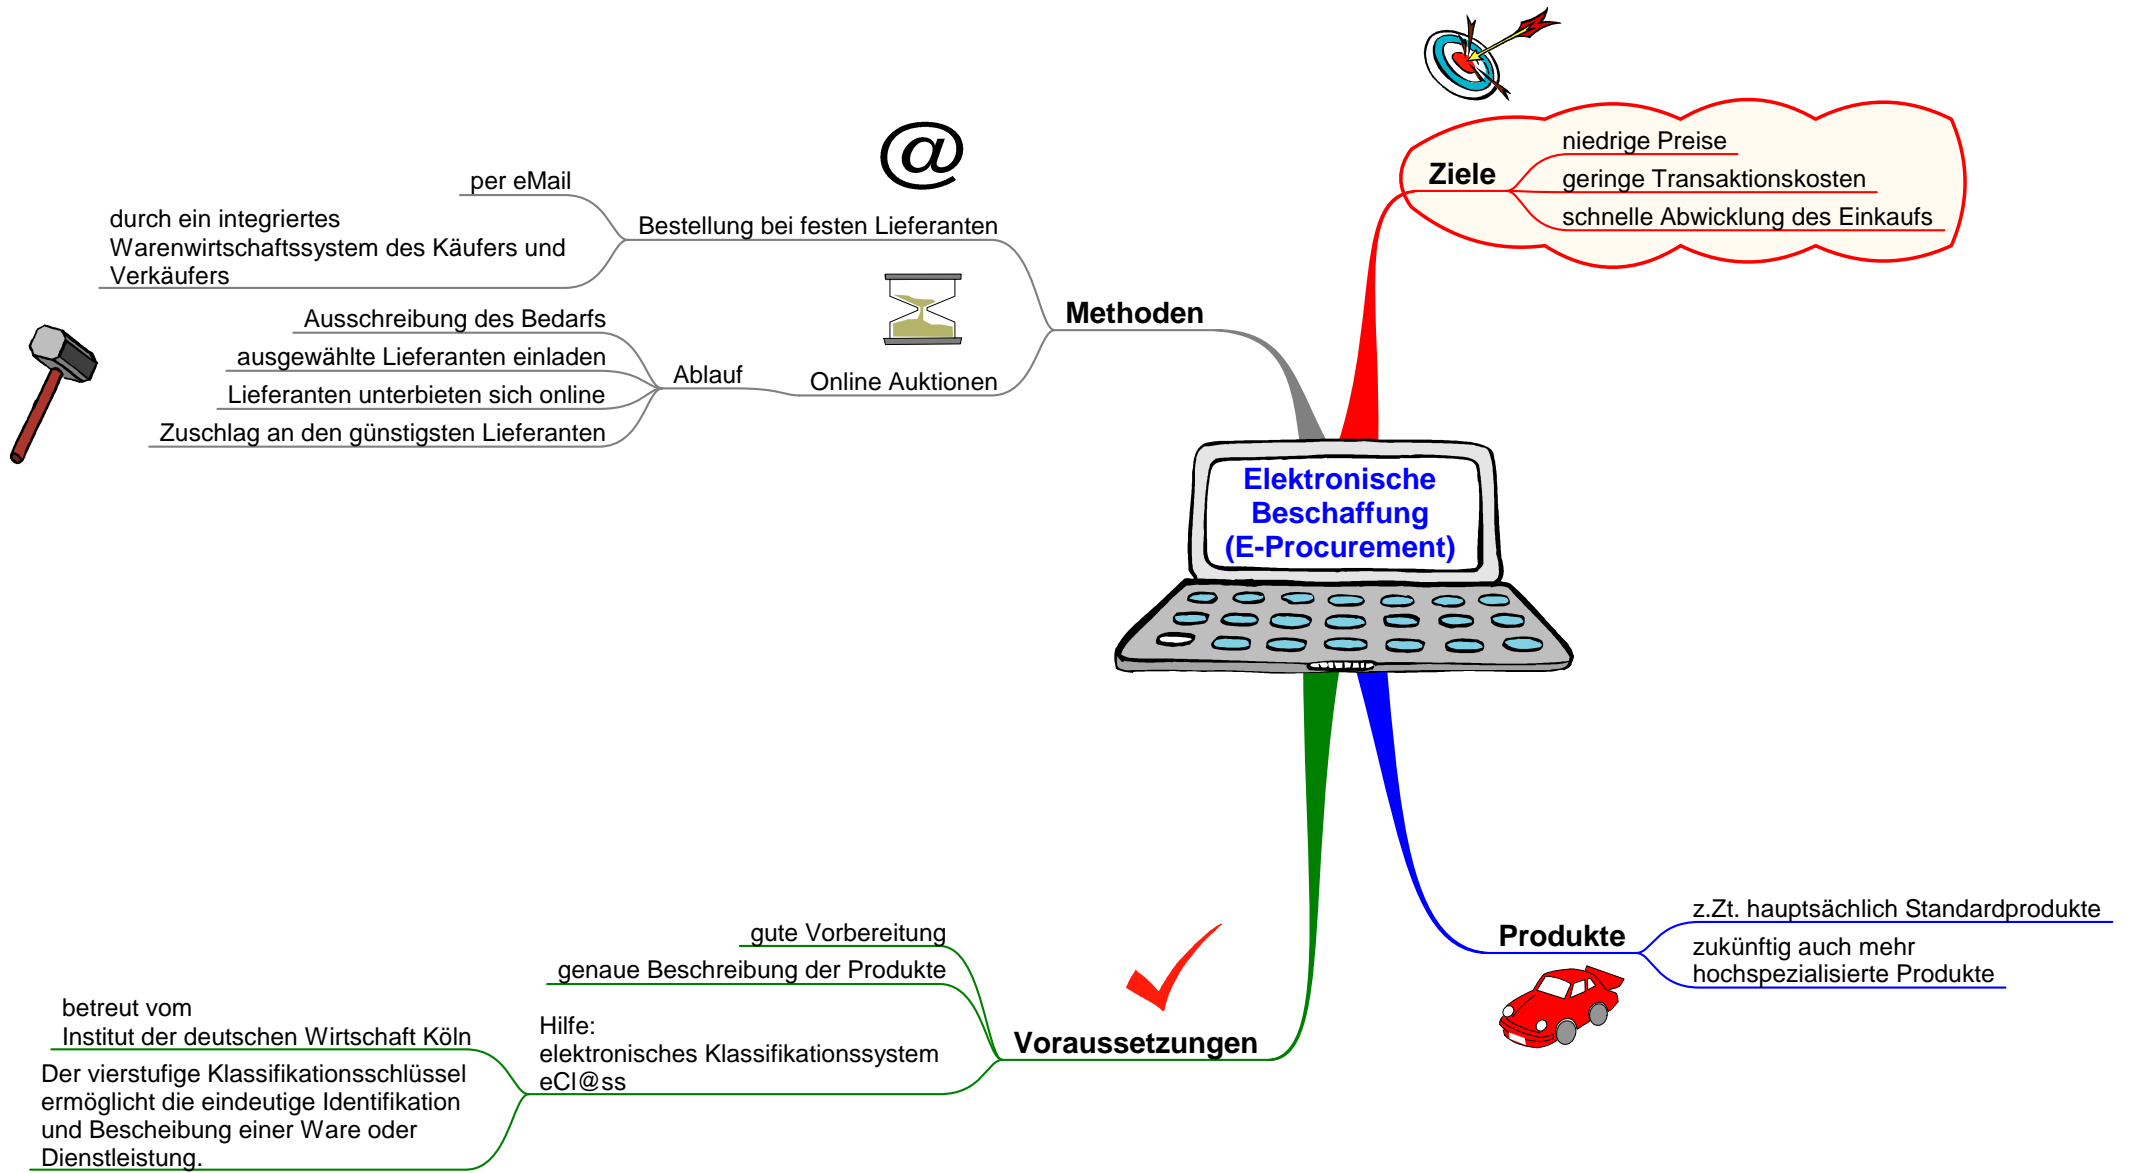 Elektronische
Beschaffung
(E-Procurement)
Ziele
niedrige Preise
geringe Transaktionskosten
schnelle Abwicklung des Einkaufs
Produkte
z.Zt. hauptsächlich Standardprodukte
zukünftig auch mehr
hochspezialisierte Produkte
Voraussetzungen
gute Vorbereitung
genaue Beschreibung der Produkte
Hilfe:
elektronisches Klassifikationssystem
eCl@ss
betreut vom
Institut der deutschen Wirtschaft Köln
Der vierstufige Klassifikationsschlüssel
ermöglicht die eindeutige Identifikation
und Bescheibung einer Ware oder
Dienstleistung.
Methoden
@
Bestellung bei festen Lieferanten
per eMail
durch ein integriertes
Warenwirtschaftssystem des Käufers und
Verkäufers
Online Auktionen
Ablauf
Ausschreibung des Bedarfs
ausgewählte Lieferanten einladen
Lieferanten unterbieten sich online
Zuschlag an den günstigsten Lieferanten